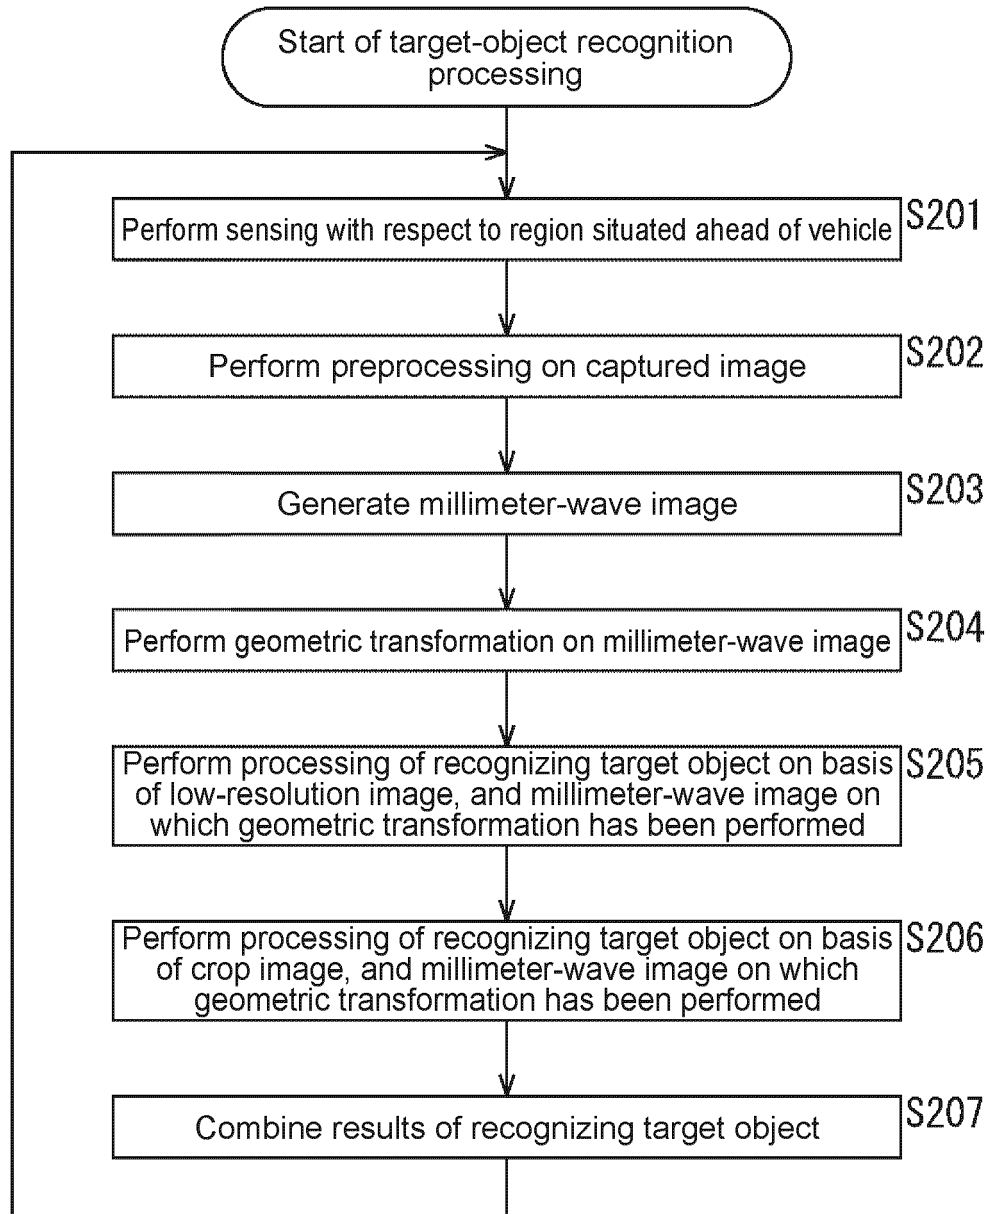 Start of target-object recognition
processing
Perform sensing with respect to region situated ahead of vehicle
S201
Perform preprocessing on captured image
S202
Generate millimeter-wave image
S203
Perform geometric transformation on millimeter-wave image
S204
Perform processing of recognizing target object on basis
of low-resolution image, and millimeter-wave image on
which geometric transformation has been performed
S205
Perform processing of recognizing target object on basis
of crop image, and millimeter-wave image on which
geometric transformation has been performed
S206
Combine results of recognizing target object
S207